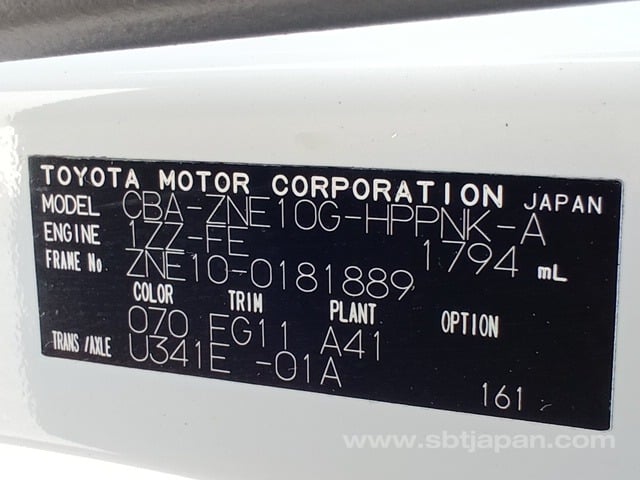 TOYOTA MOTOR CORPORATION JAPAN
MODEL CBA-ZNE10G-HPPNK-A
ENGINE 1ZZ-FE 1794 mL
FRAME No ZNE10-0181889
COLOR TRIM PLANT OPTION
070 FG11 A41
TRANS/AXLE U341E -01A
161
www.sbtjapan.com